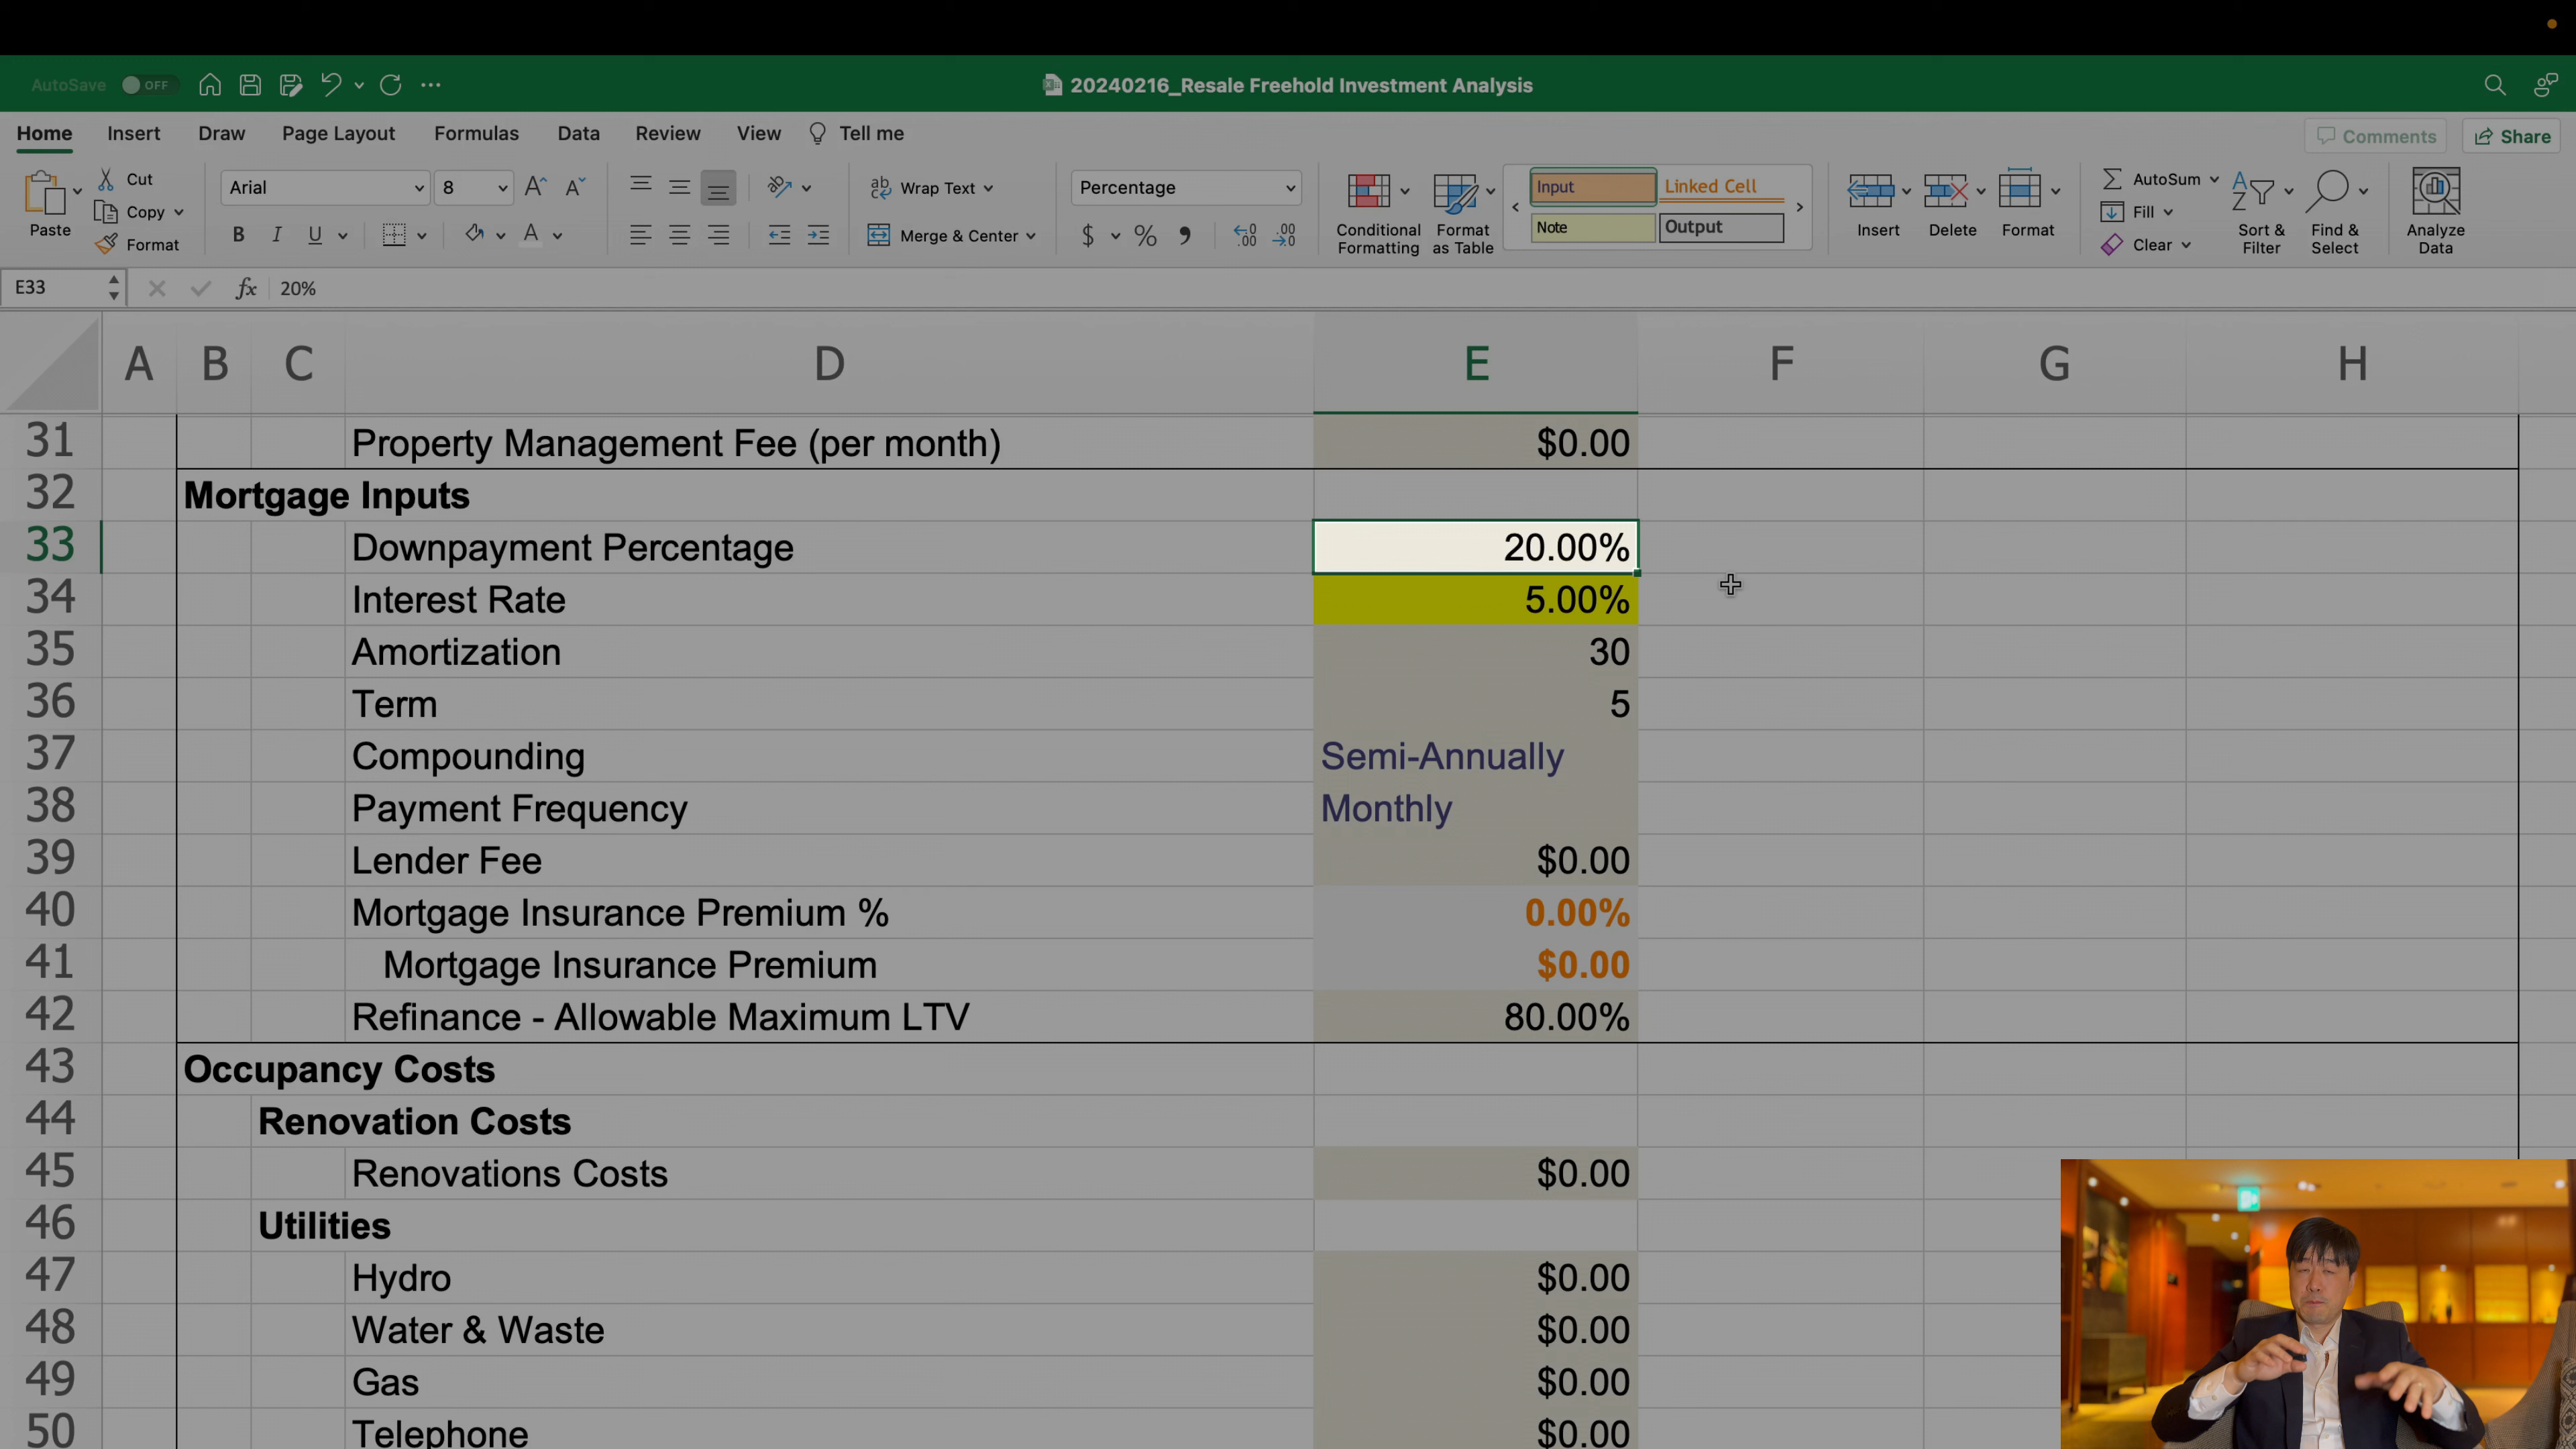 AutoSave OFF 20240216_Resale Freehold Investment Analysis
Home Insert Draw Page Layout Formulas Data Review View Tell me Comments Share
Paste Cut Copy Format
Arial 8 Wrap Text Merge & Center
Percentage
Conditional Formatting Format as Table
Input Linked Cell
Note Output
Insert Delete Format
AutoSum Fill Clear
Sort & Filter Find & Select Analyze Data
E33 fx 20%
A B C D E F G H
31 Property Management Fee (per month) $0.00
32 Mortgage Inputs
33 Downpayment Percentage 20.00%
34 Interest Rate 5.00%
35 Amortization 30
36 Term 5
37 Compounding Semi-Annually
38 Payment Frequency Monthly
39 Lender Fee $0.00
40 Mortgage Insurance Premium % 0.00%
41 Mortgage Insurance Premium $0.00
42 Refinance - Allowable Maximum LTV 80.00%
43 Occupancy Costs
44 Renovation Costs
45 Renovations Costs $0.00
46 Utilities
47 Hydro $0.00
48 Water & Waste $0.00
49 Gas $0.00
50 Telephone $0.00